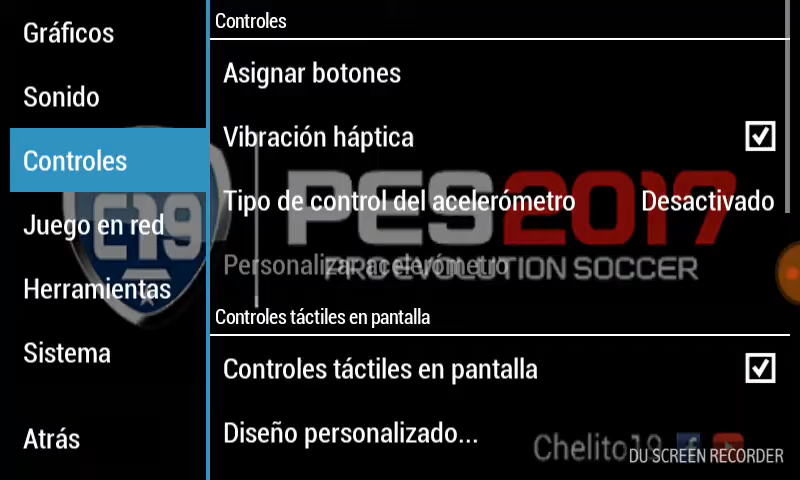 Gráficos
Sonido
Controles
Juego en red
Herramientas
Sistema
Atrás
Controles
Asignar botones
Vibración háptica
Tipo de control del acelerómetro Desactivado
Personalizar acelerómetro
Controles táctiles en pantalla
Controles táctiles en pantalla
Diseño personalizado...
C19
PES2017
PRO EVOLUTION SOCCER
Chelito19
DU SCREEN RECORDER